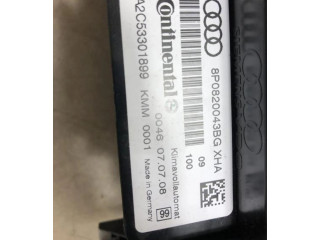 8P0820043BG XHA
09
100
Continental
Klimavollautomat
Made in Germany
0046 07.07.08
A2C53301899 KMM 0001